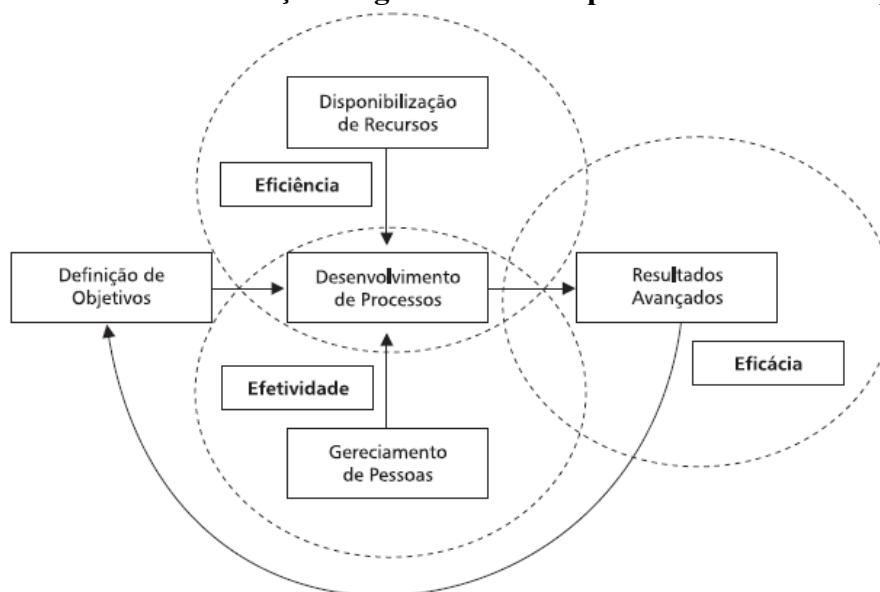 Disponibilização
de Recursos
Eficiência
Definição de
Objetivos
Desenvolvimento
de Processos
Resultados
Avançados
Efetividade
Eficácia
Gereciamento
de Pessoas